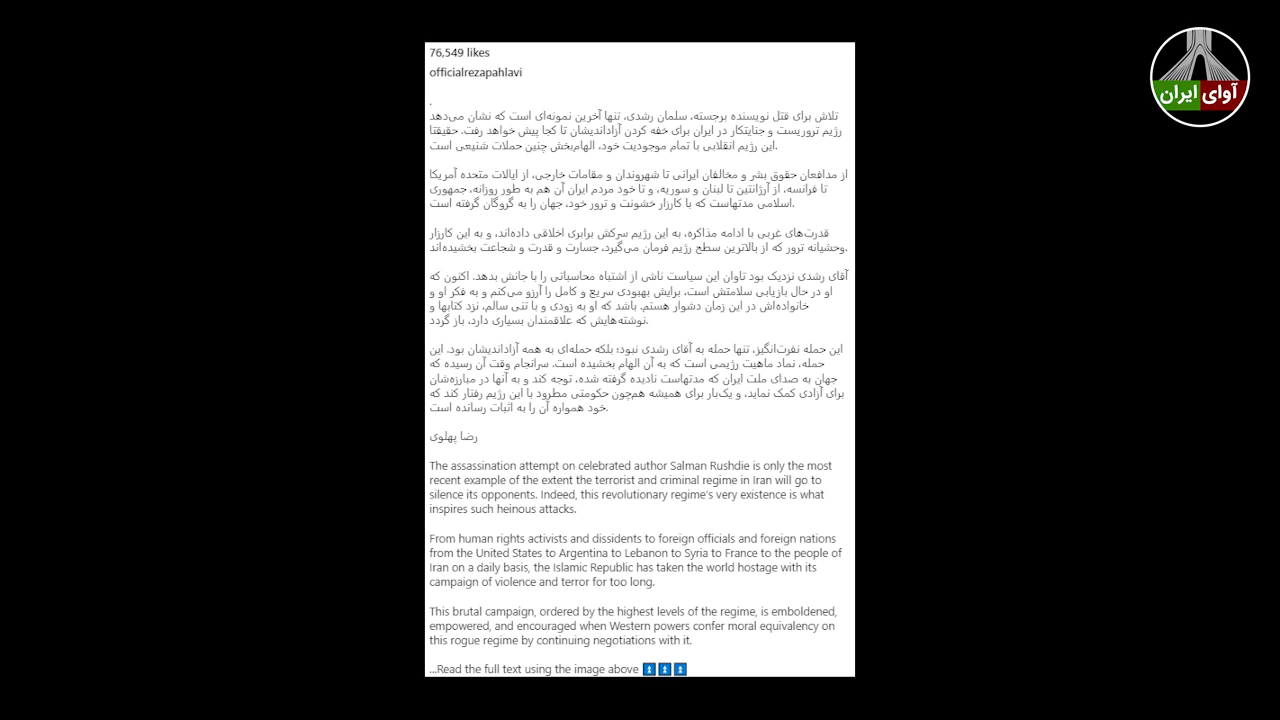 آوای ایران
76,549 likes
officialrezapahlavi
.
تلاش برای قتل نویسنده برجسته، سلمان رشدی، تنها آخرین نمونه‌ای است که نشان می‌دهد
رژیم تروریست و جنایتکار در ایران برای خفه کردن آزاداندیشان تا کجا پیش خواهد رفت. حقیقتا
این رژیم انقلابی با تمام موجودیت خود، الهام‌بخش چنین حملات شنیعی است.
از مدافعان حقوق بشر و مخالفان ایرانی تا شهروندان و مقامات خارجی، از ایالات متحده آمریکا
تا فرانسه، از آرژانتین تا لبنان و سوریه، و تا خود مردم ایران آن هم به طور روزانه، جمهوری
اسلامی مدتهاست که با کارزار خشونت و ترور خود، جهان را به گروگان گرفته است.
قدرت‌های غربی با ادامه مذاکره، به این رژیم سرکش برابری اخلاقی داده‌اند، و به این کارزار
وحشیانه ترور که از بالاترین سطح رژیم فرمان می‌گیرد، جسارت و قدرت و شجاعت بخشیده‌اند.
آقای رشدی نزدیک بود تاوان این سیاست ناشی از اشتباه محاسباتی را با جانش بدهد. اکنون که
او در حال بازیابی سلامتش است، برایش بهبودی سریع و کامل را آرزو می‌کنم و به فکر او و
خانواده‌اش در این زمان دشوار هستم. باشد که او به زودی و با تنی سالم، نزد کتابها و
نوشته‌هایش که علاقمندان بسیاری دارد، باز گردد.
این حمله نفرت‌انگیز، تنها حمله به آقای رشدی نبود؛ بلکه حمله‌ای به همه آزاداندیشان بود. این
حمله، نماد ماهیت رژیمی است که به آن الهام بخشیده است. سرانجام وقت آن رسیده که
جهان به صدای ملت ایران که مدتهاست نادیده گرفته شده، توجه کند و به آنها در مبارزه‌شان
برای آزادی کمک نماید، و یک‌بار برای همیشه هم‌چون حکومتی مطرود با این رژیم رفتار کند که
خود همواره آن را به اثبات رسانده است.
رضا پهلوی
The assassination attempt on celebrated author Salman Rushdie is only the most
recent example of the extent the terrorist and criminal regime in Iran will go to
silence its opponents. Indeed, this revolutionary regime's very existence is what
inspires such heinous attacks.
From human rights activists and dissidents to foreign officials and foreign nations
from the United States to Argentina to Lebanon to Syria to France to the people of
Iran on a daily basis, the Islamic Republic has taken the world hostage with its
campaign of violence and terror for too long.
This brutal campaign, ordered by the highest levels of the regime, is emboldened,
empowered, and encouraged when Western powers confer moral equivalency on
this rogue regime by continuing negotiations with it.
...Read the full text using the image above